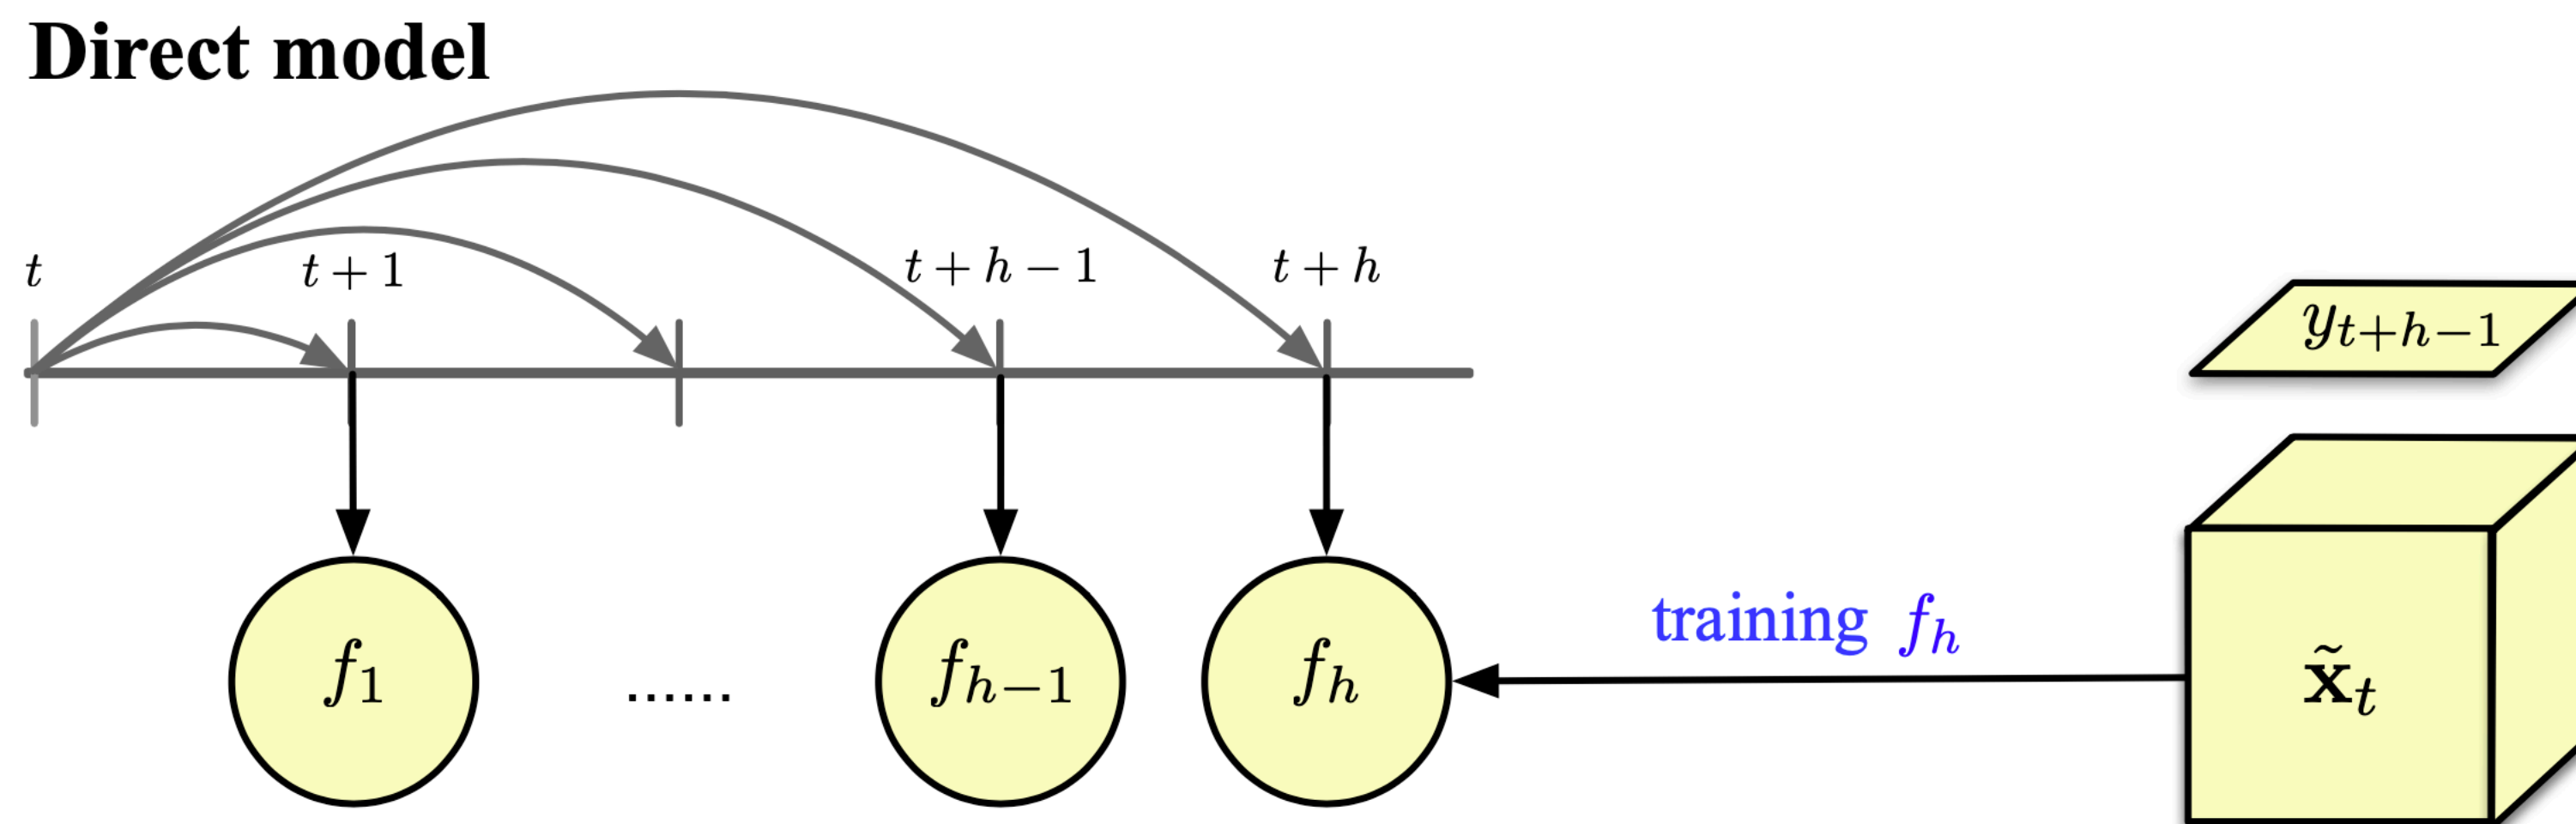 Direct model
t
t + 1
t + h − 1
t + h
y_{t+h−1}
training f_h
f_1
......
f_{h−1}
f_h
x̃_t